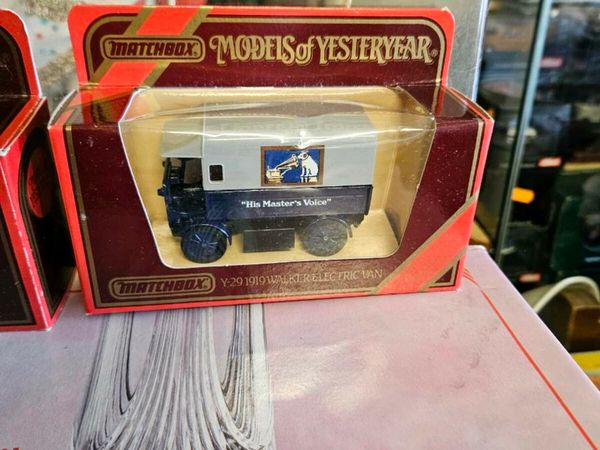 MATCHBOX
MODELS of YESTERYEAR
"His Master's Voice"
MATCHBOX
Y-29 1919 WALKER ELECTRIC VAN